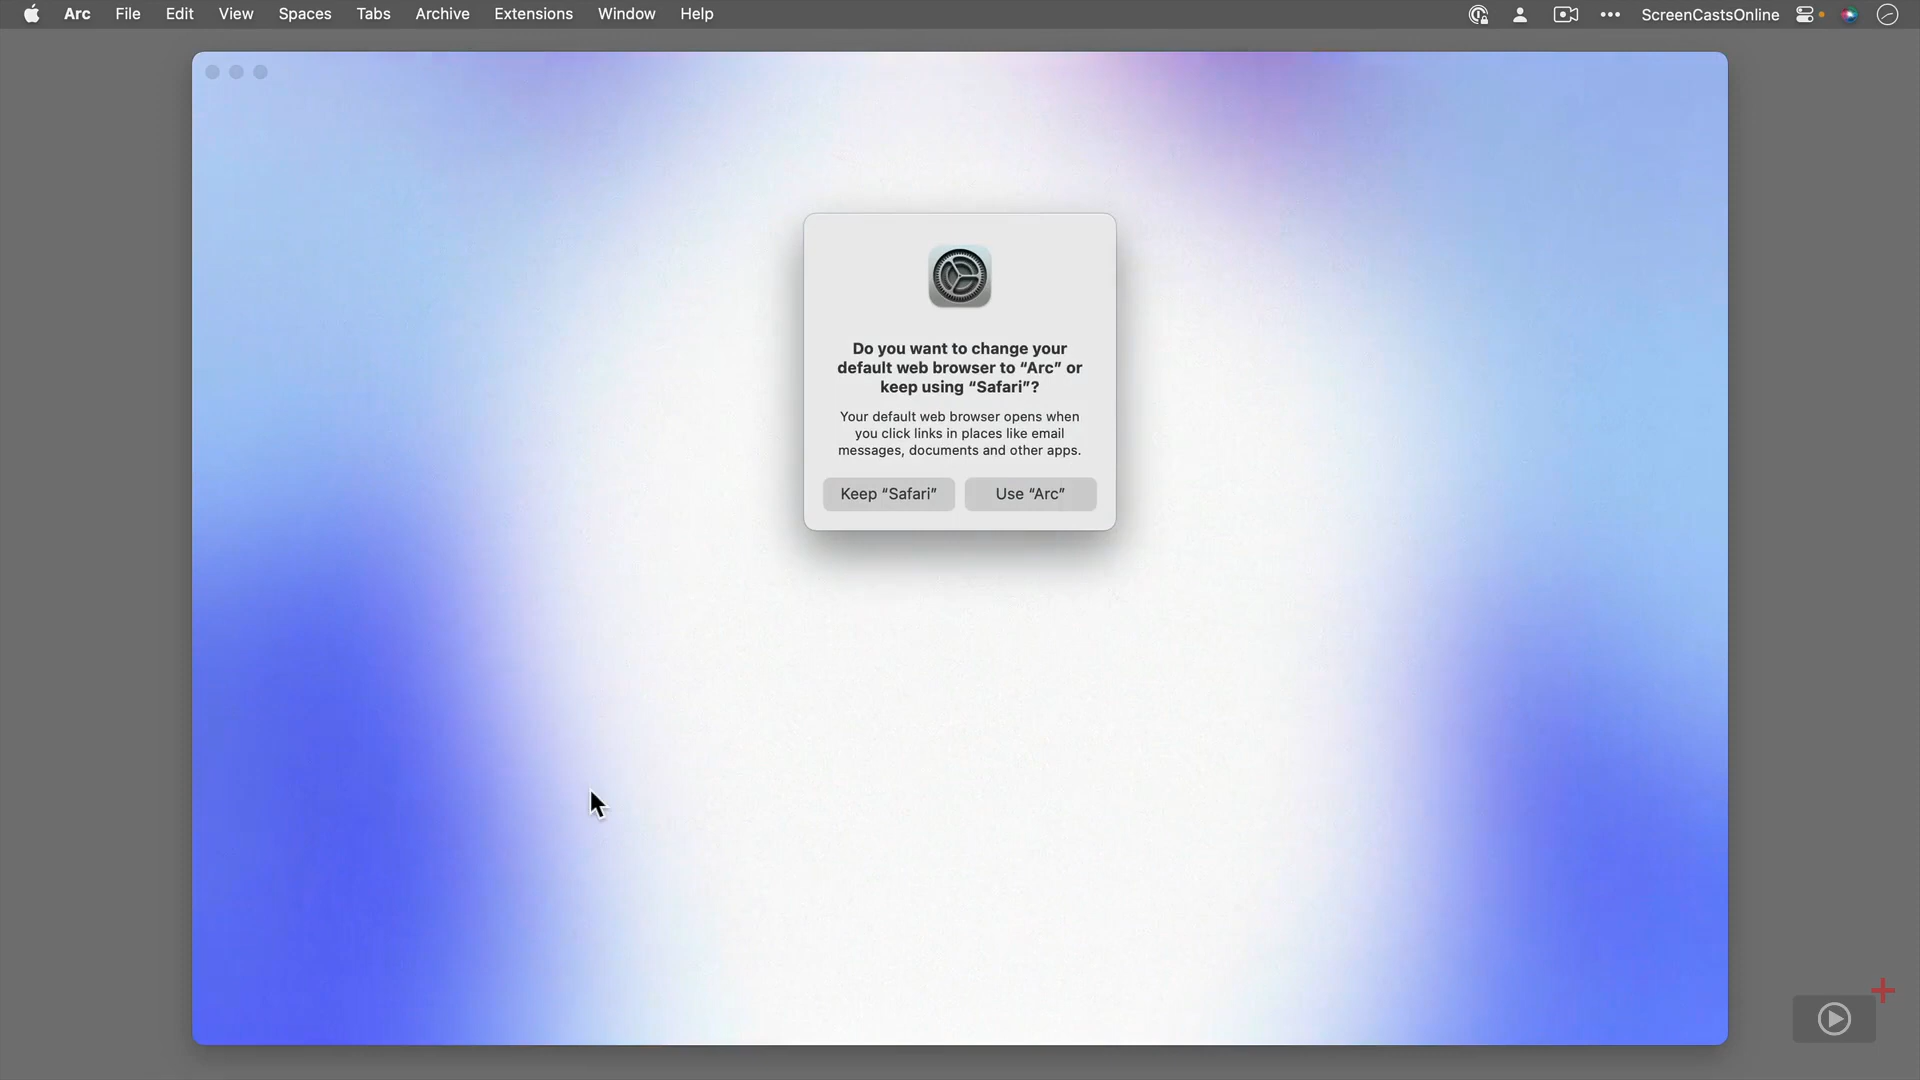 Arc File Edit View Spaces Tabs Archive Extensions Window Help ScreenCastsOnline
Do you want to change your
default web browser to “Arc” or
keep using “Safari”?
Your default web browser opens when
you click links in places like email
messages, documents and other apps.
Keep “Safari” Use “Arc”